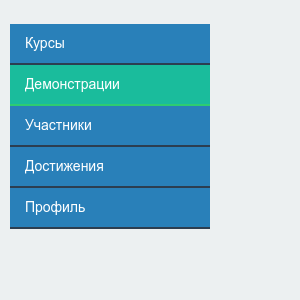 Курсы
Демонстрации
Участники
Достижения
Профиль